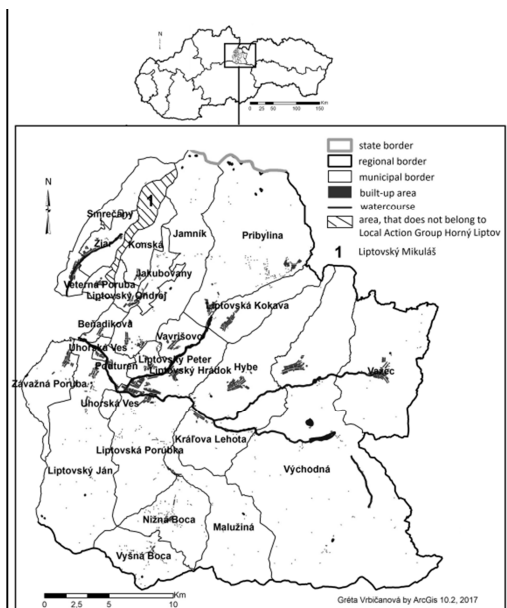 N
Km
0 25 50 100 150
state border
regional border
municipal border
built-up area
watercourse
area, that does not belong to
Local Action Group Horný Liptov
1 Liptovský Mikuláš
N
1
Smrečany
Žiar
Konská
Jamník
Pribylina
Jakubovany
Veterná Poruba
Liptovský Ondrej
Liptovská Kokava
Beňadiková
Vavrišovo
Uhorská Ves
Liptovský Peter
Podtureň
Liptovský Hrádok
Hybe
Važec
Závažná Poruba
Uhorská Ves
Kráľova Lehota
Liptovská Porúbka
Liptovský Ján
Východná
Nižná Boca
Malužiná
Vyšná Boca
Km
0 2,5 5 10
Gréta Vrbičanová by ArcGis 10.2, 2017